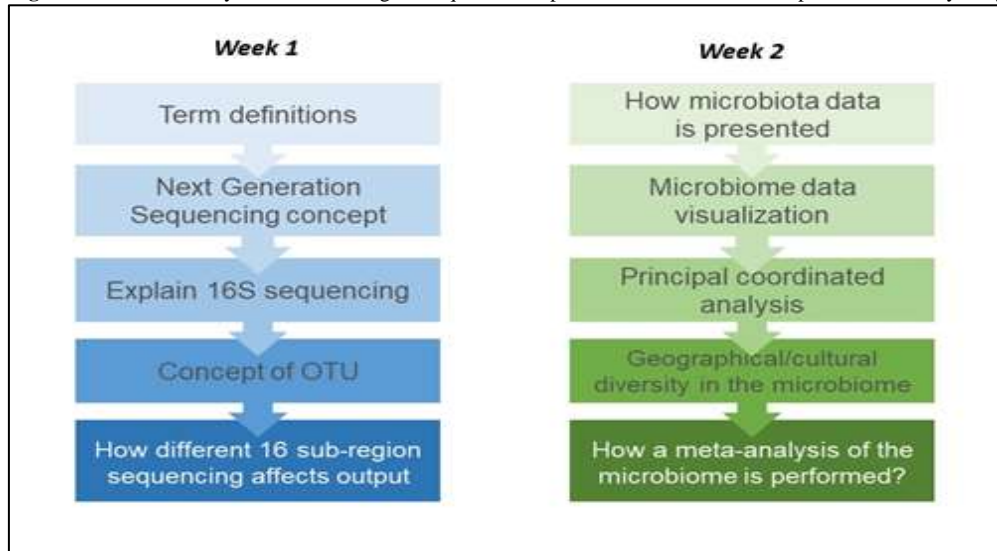 Week 1
Term definitions
Next Generation
Sequencing concept
Explain 16S sequencing
Concept of OTU
How different 16 sub-region
sequencing affects output
Week 2
How microbiota data
is presented
Microbiome data
visualization
Principal coordinated
analysis
Geographical/cultural
diversity in the microbiome
How a meta-analysis of the
microbiome is performed?